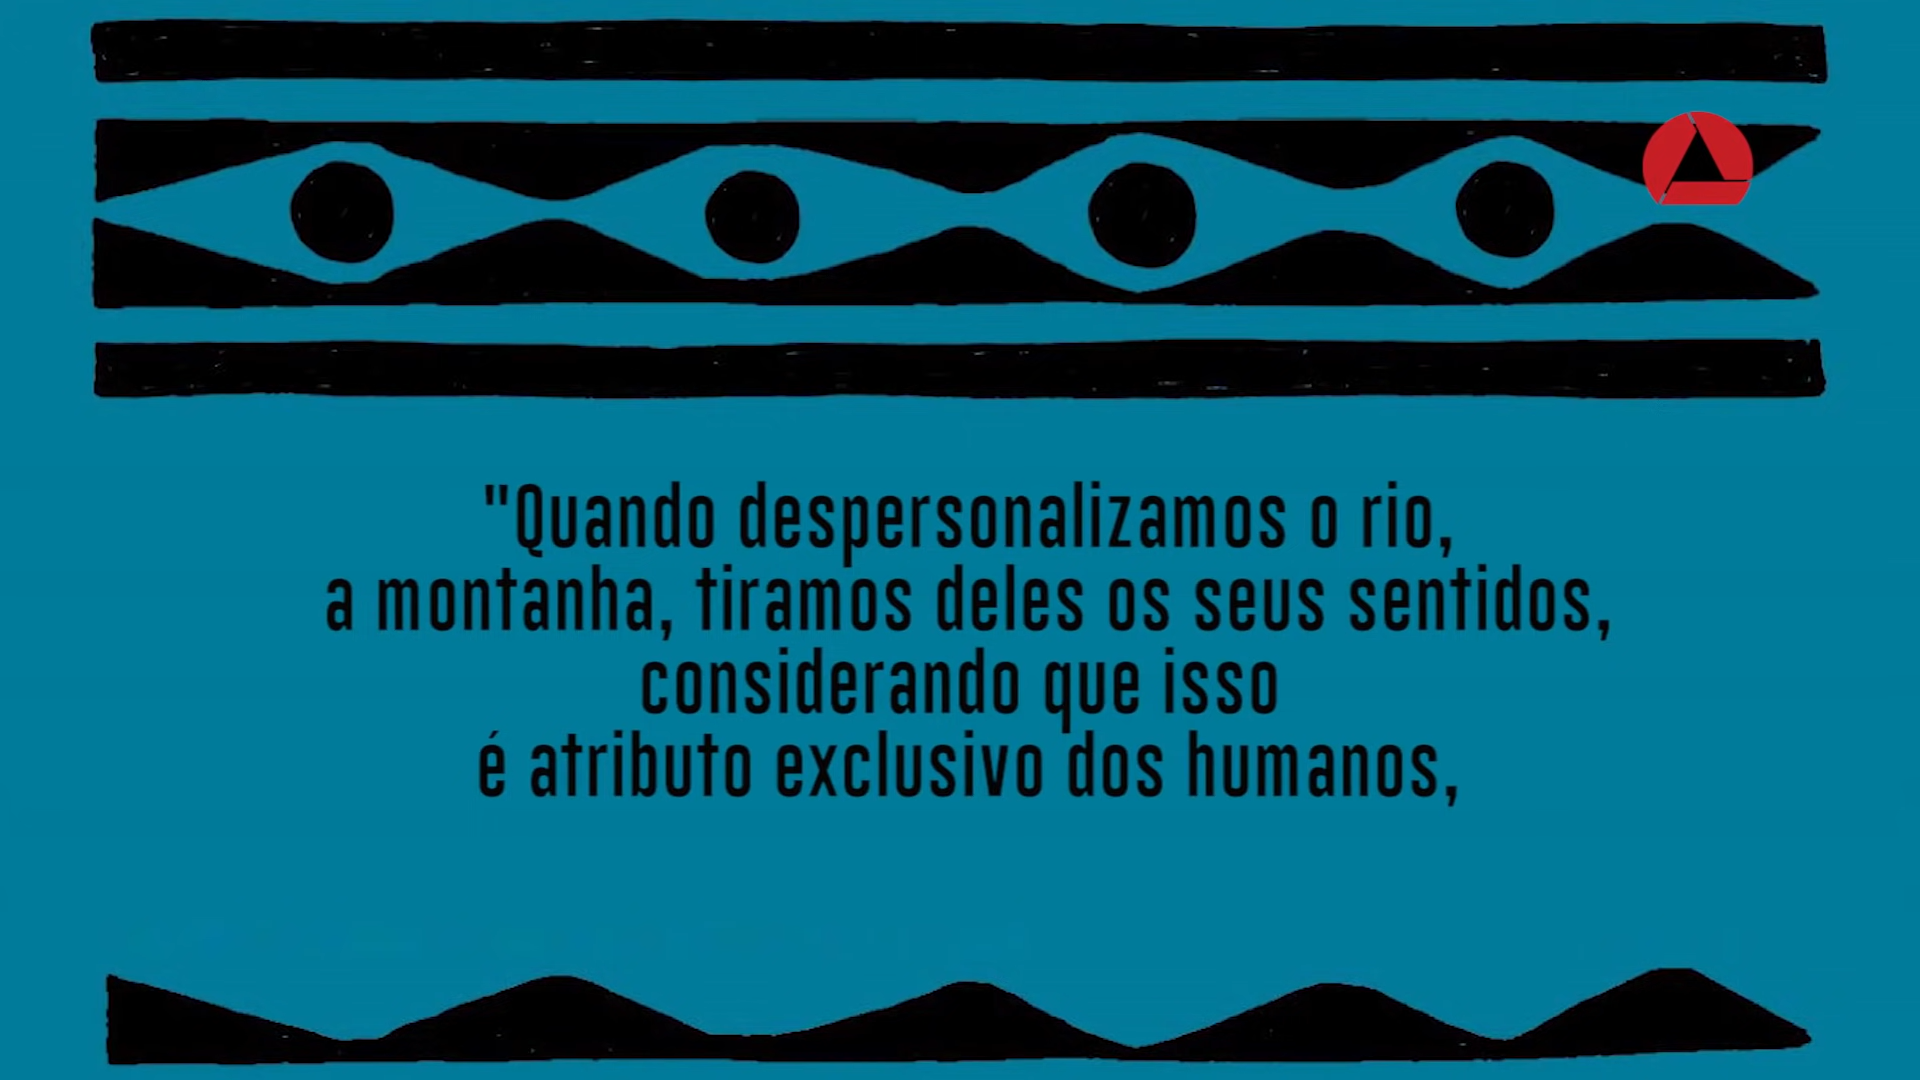 "Quando despersonalizamos o rio,
a montanha, tiramos deles os seus sentidos,
considerando que isso
é atributo exclusivo dos humanos,